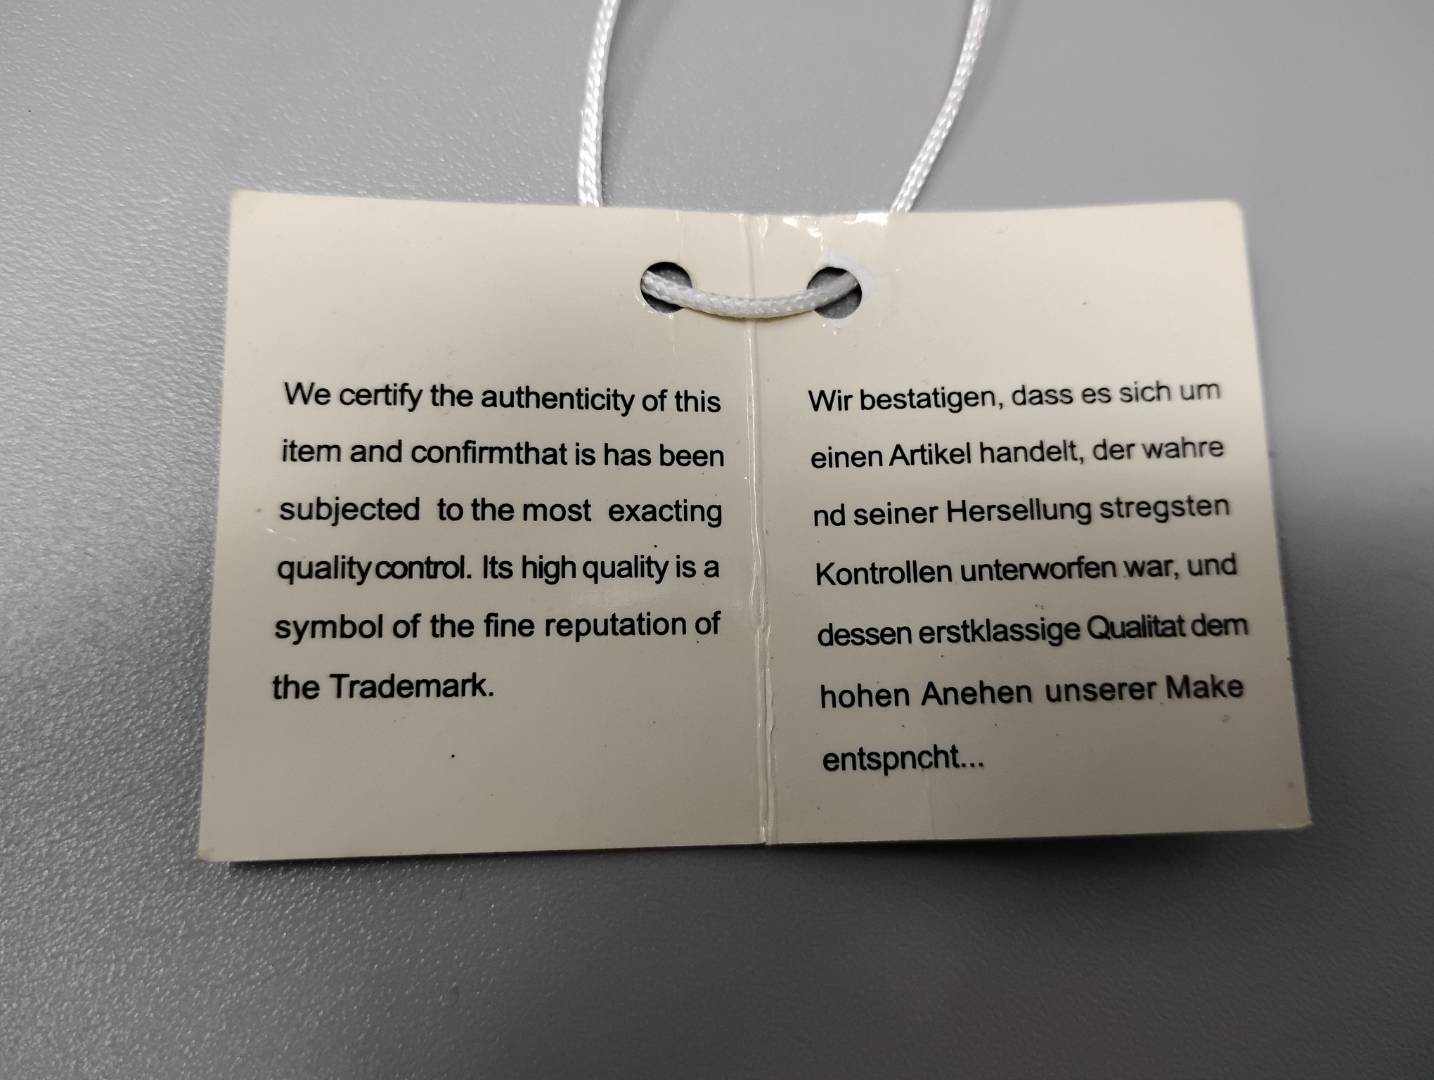 We certify the authenticity of this
item and confirmthat is has been
subjected to the most exacting
qualitycontrol. Its high quality is a
symbol of the fine reputation of
the Trademark.
Wir bestatigen, dass es sich um
einen Artikel handelt, der wahre
nd seiner Hersellung stregsten
Kontrollen unterworfen war, und
dessen erstklassige Qualitat dem
hohen Anehen unserer Make
entspncht...